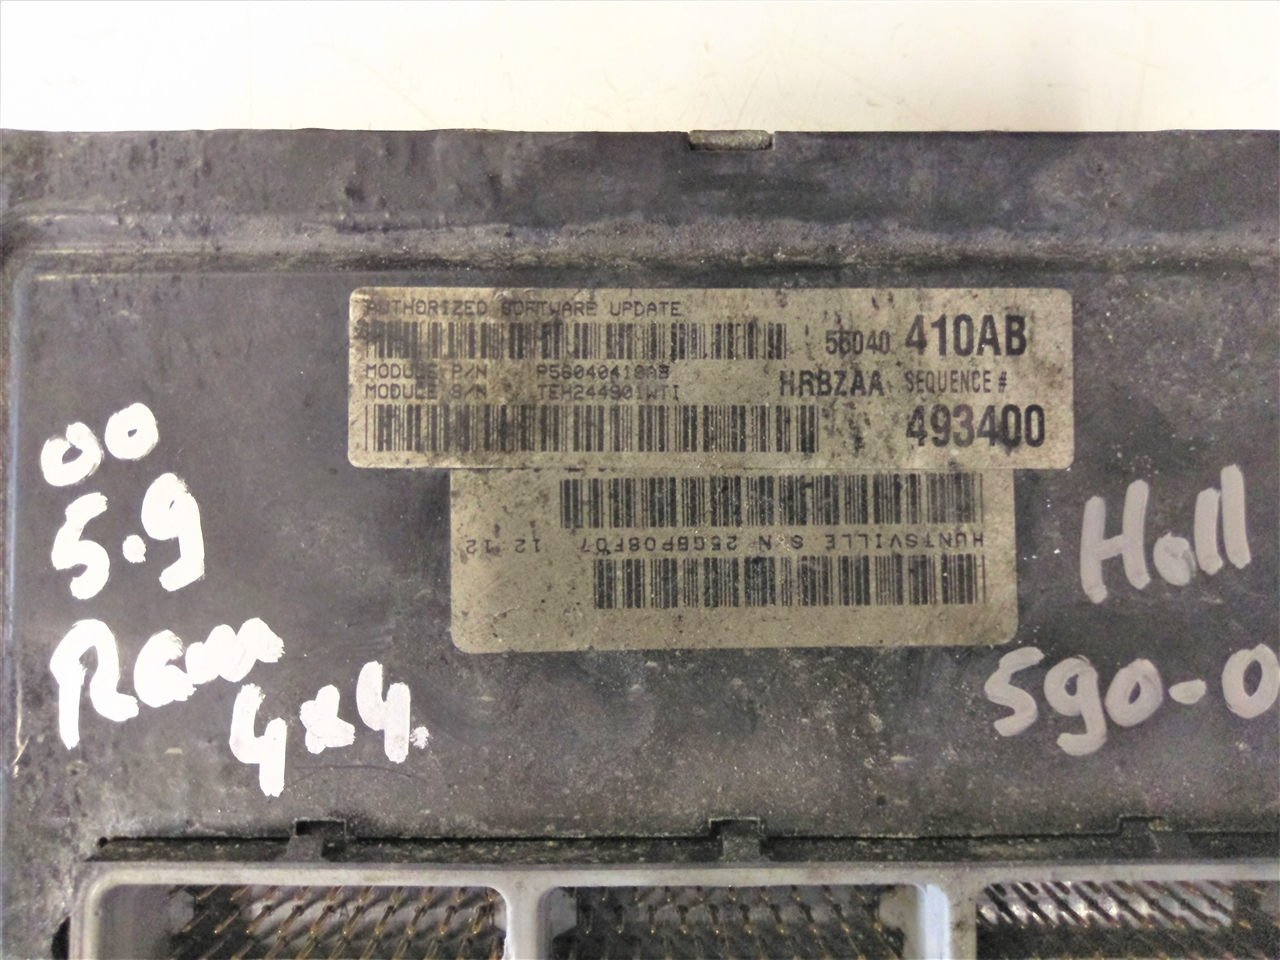 AUTHORIZED SOFTWARE UPDATE
56040 410AB
MODULE P/N P56040410AB
MODULE S/N TEH244901WTI
HRBZAA SEQUENCE #
493400
HUNTSVILLE S/N 25GBP08F07 12 12
00
5.9
Ram
4x4.
Hall
590-0